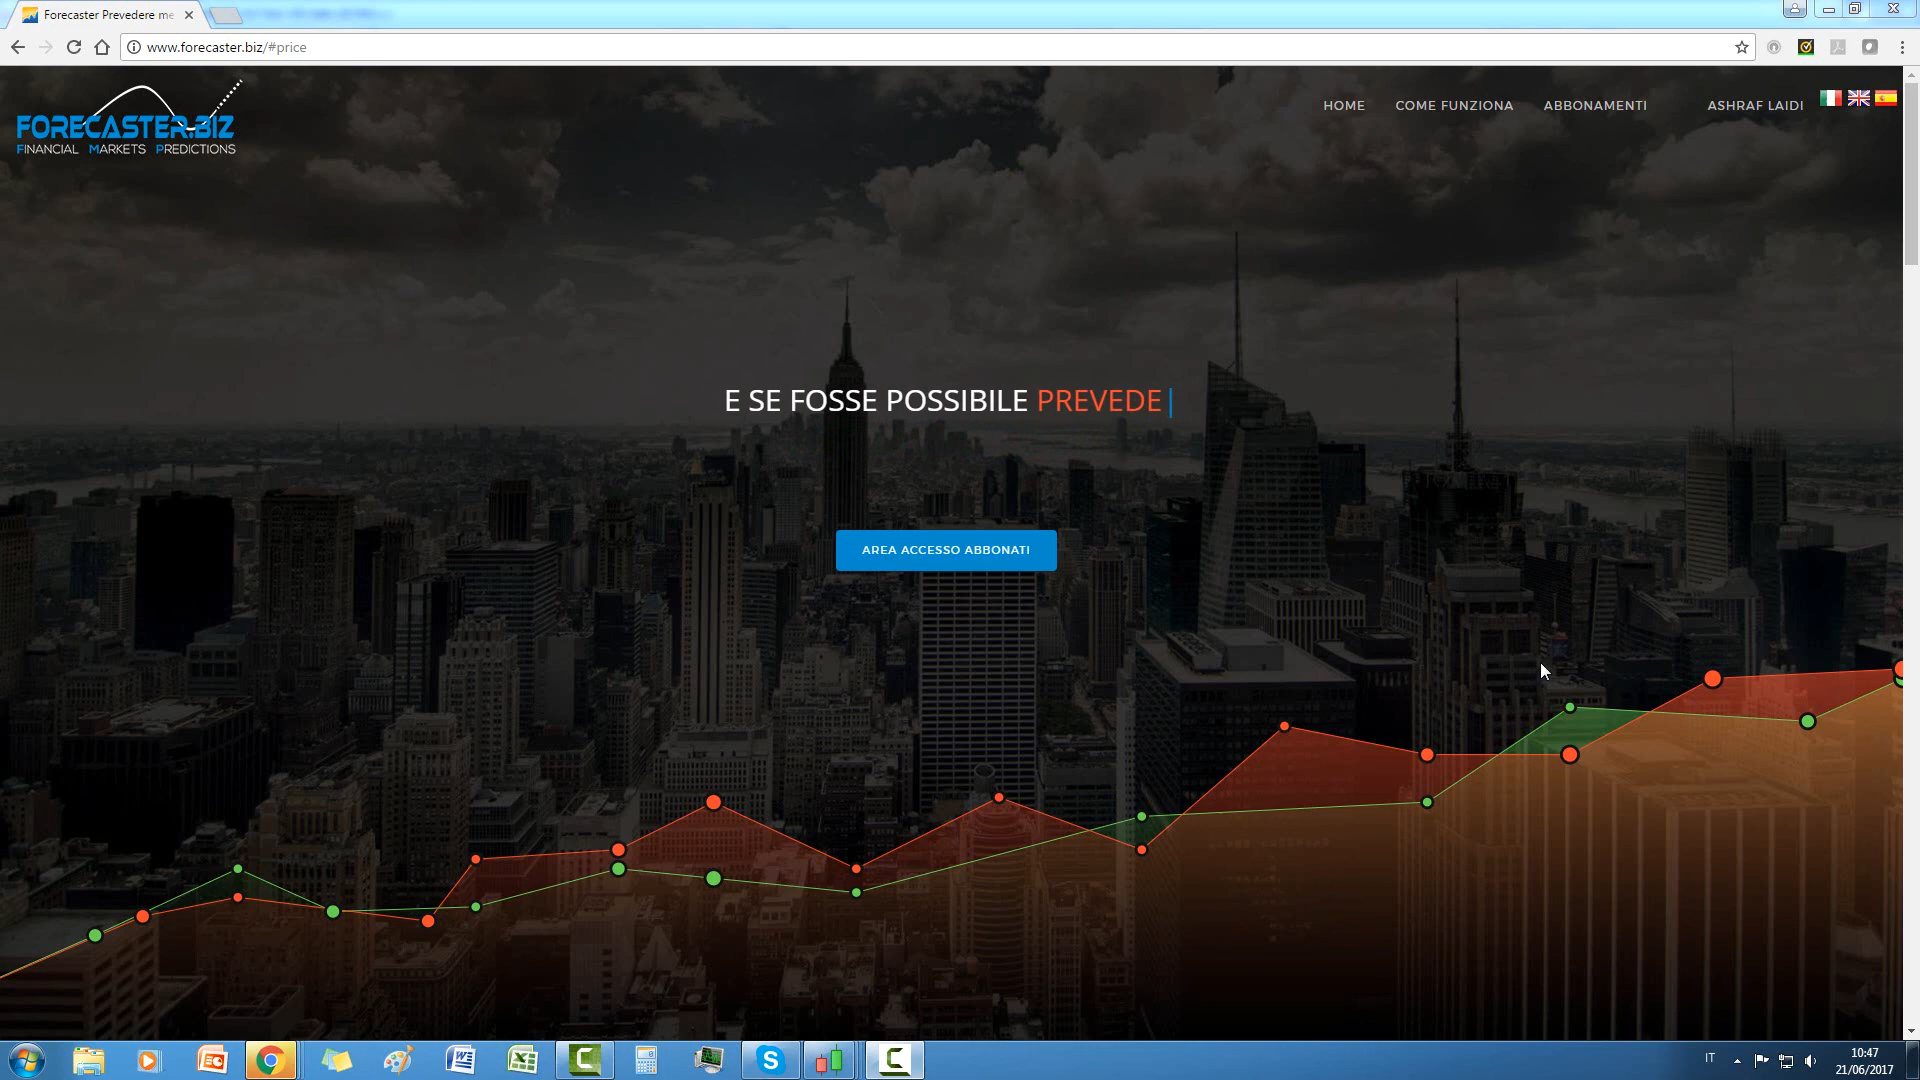 Forecaster Prevedere me
www.forecaster.biz/#price
FORECASTER.BIZ
FINANCIAL MARKETS PREDICTIONS
HOME
COME FUNZIONA
ABBONAMENTI
ASHRAF LAIDI
E SE FOSSE POSSIBILE PREVEDE
AREA ACCESSO ABBONATI
IT
10:47
21/06/2017